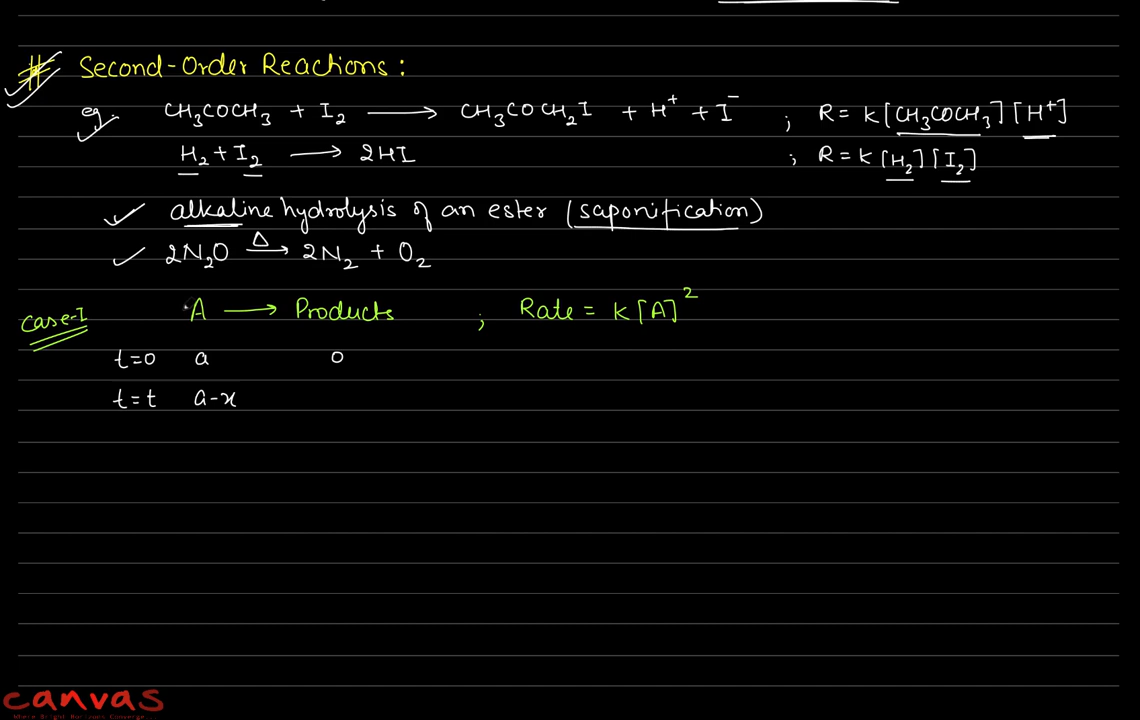 # Second-Order Reactions :
eg. CH₃COCH₃ + I₂ ⟶ CH₃COCH₂I + H⁺ + I⁻ ; R = K[CH₃COCH₃][H⁺]
H₂ + I₂ ⟶ 2HI ; R = K[H₂][I₂]
✓ alkaline hydrolysis of an ester (saponification)
✓ 2N₂O —Δ→ 2N₂ + O₂
Case-I A ⟶ Products ; Rate = K[A]²
t=0 a 0
t=t a-x
canvas